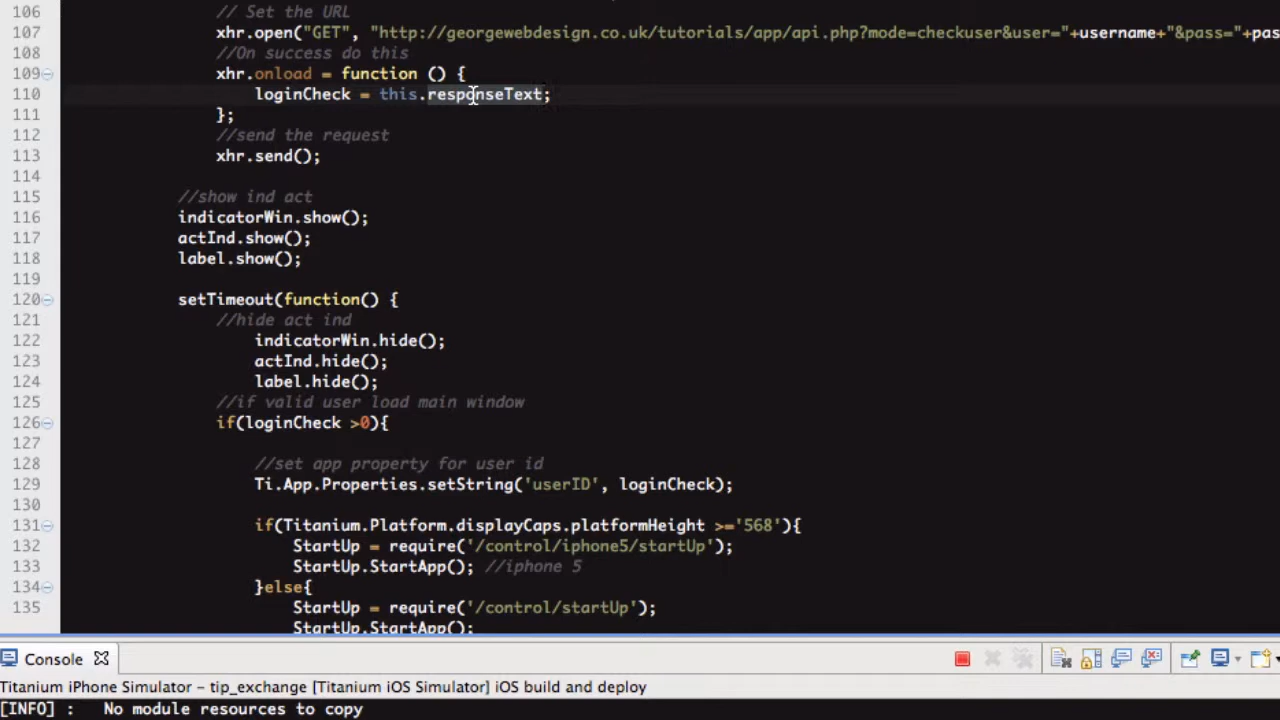 106 // Set the URL
107 xhr.open("GET", "http://georgewebdesign.co.uk/tutorials/app/api.php?mode=checkuser&user="+username+"&pass="+pas
108 //On success do this
109 xhr.onload = function () {
110 loginCheck = this.responseText;
111 };
112 //send the request
113 xhr.send();
114
115 //show ind act
116 indicatorWin.show();
117 actInd.show();
118 label.show();
119
120 setTimeout(function() {
121 //hide act ind
122 indicatorWin.hide();
123 actInd.hide();
124 label.hide();
125 //if valid user load main window
126 if(loginCheck >0){
127
128 //set app property for user id
129 Ti.App.Properties.setString('userID', loginCheck);
130
131 if(Titanium.Platform.displayCaps.platformHeight >='568'){
132 StartUp = require('/control/iphone5/startUp');
133 StartUp.StartApp(); //iphone 5
134 }else{
135 StartUp = require('/control/startUp');
StartUp.StartApp();
Console
Titanium iPhone Simulator - tip_exchange [Titanium iOS Simulator] iOS build and deploy
[INFO] : No module resources to copy